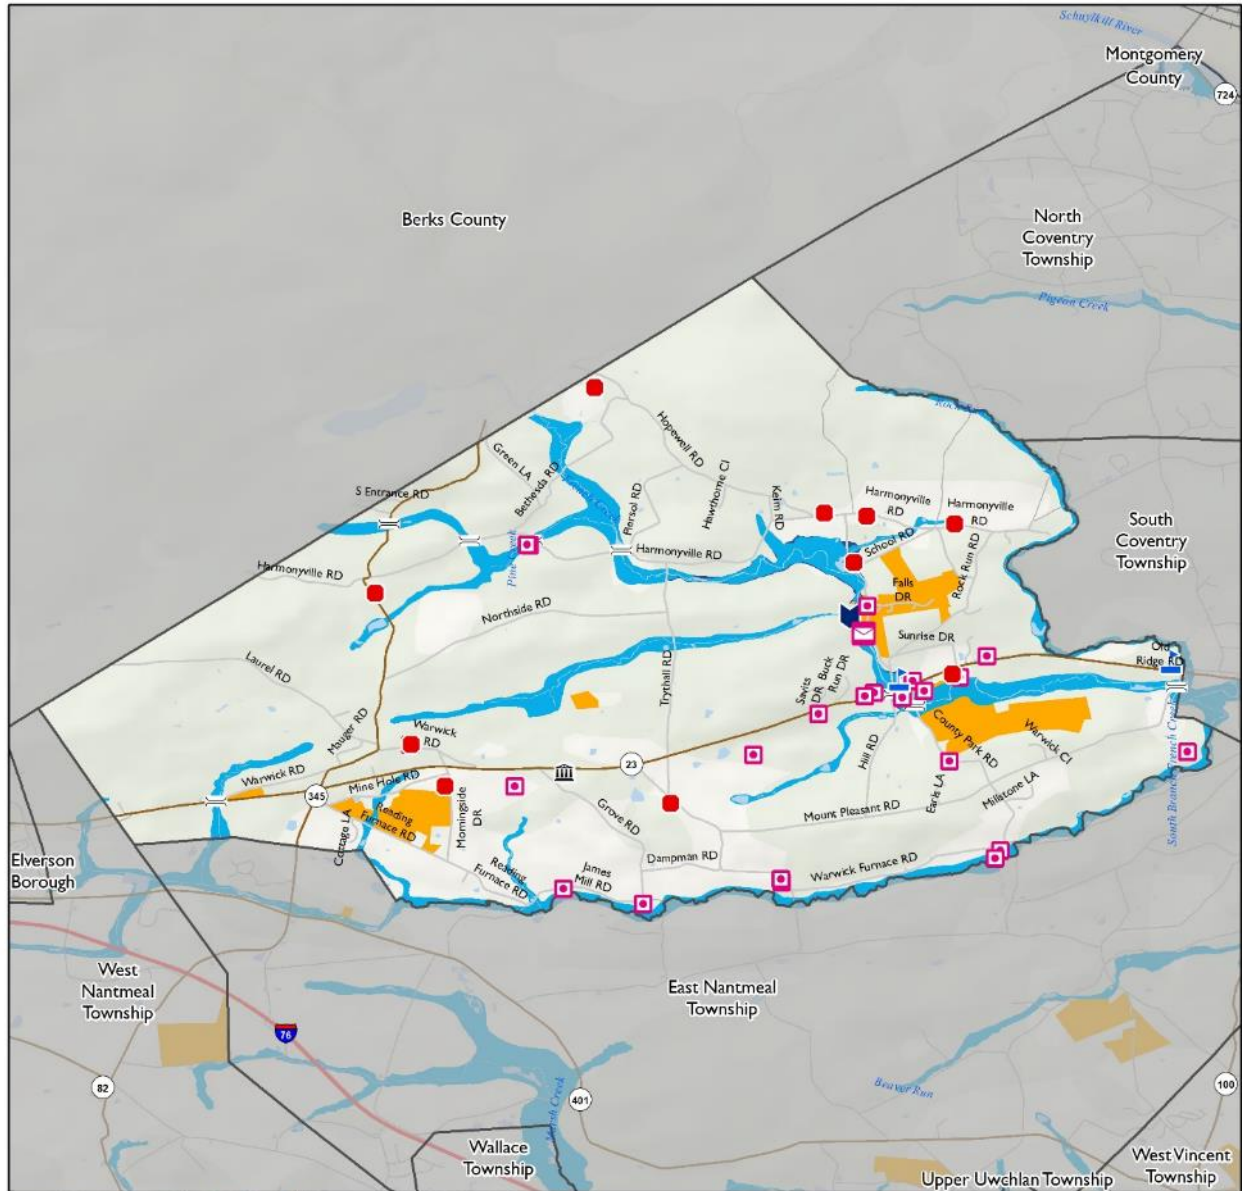 Schuylkill River
Montgomery
County
724
Berks County
North
Coventry
Township
Pigeon Creek
Hopewell RD
Green LA
Bethesda RD
S Entrance RD
Piersol RD
Hawthorne CI
Keim RD
Harmonyville
RD
Harmonyville
RD
South
Coventry
Township
School RD
Harmonyville RD
Pine Creek
Harmonyville RD
Rock Run RD
Falls
DR
Northside RD
Sunrise DR
Laurel RD
Trythall RD
Savits
DR
Buck
Run DR
Old
Ridge RD
Mauger RD
Warwick
RD
County Park RD
Warwick CI
Hill RD
South Branch French Creek
Warwick RD
Mine Hole RD
23
345
Reading
Furnace RD
Morningside
DR
Grove RD
Earls LA
Millstone LA
Mount Pleasant RD
Cottage LA
Elverson
Borough
Dampman RD
Reading
Furnace RD
James
Mill RD
Warwick Furnace RD
West
Nantmeal
Township
East Nantmeal
Township
76
82
401
Marsh Creek
Beaver Run
100
Wallace
Township
Upper Uwchlan Township
West Vincent
Township